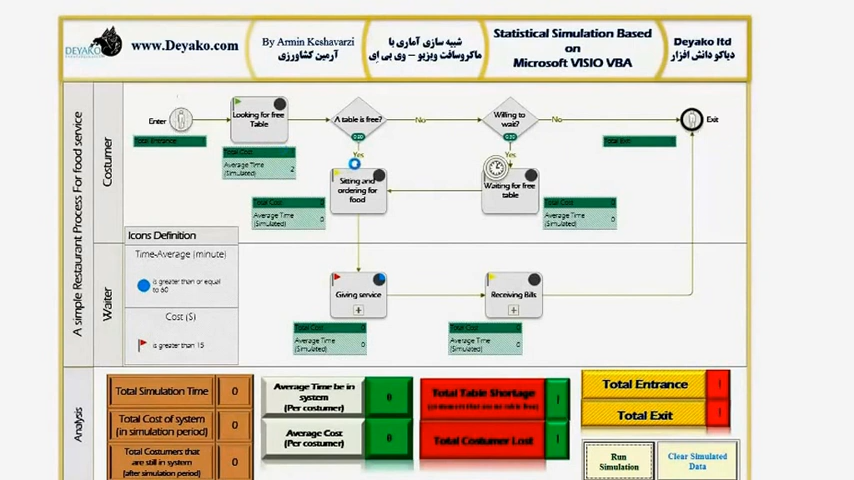 DEYAKO
www.Deyako.com
By Armin Keshavarzi
آرمین کشاورزی
شبیه سازی آماری با
ماکروسافت ویزیو – وی بی اِی
Statistical Simulation Based
on
Microsoft VISIO VBA
Deyako ltd
دیاکو دانش افزار
A simple Restaurant Process For food service
Costumer
Enter
Total Entrance
Looking for free
Table
Total Cost
Average Time
(Simulated)
2
A table is free?
No
Yes
Willing to
wait?
No
Yes
Exit
Total Exit
Sitting and
ordering for
food
Total Cost 0
Average Time
(Simulated)
0
Waiting for free
table
Total Cost 0
Average Time
(Simulated)
0
Waiter
Icons Definition
Time-Average (minute)
is greater than or equal
to 60
Cost ($)
is greater than 15
Giving service
Total Cost 0
Average Time
(Simulated)
0
Receiving Bills
Total Cost 0
Average Time
(Simulated)
0
Analysis
Total Simulation Time 0
Total Cost of system
(in simulation period)
0
Total Costumers
that are
still in system
(after simulation period)
0
Average Time be in
system
(Per costumer)
0
Average Cost
(Per costumer)
0
Total Table Shortage
1
Total Costumer Lost 1
Total Entrance 1
Total Exit 1
Run
Simulation
Clear Simulated
Data